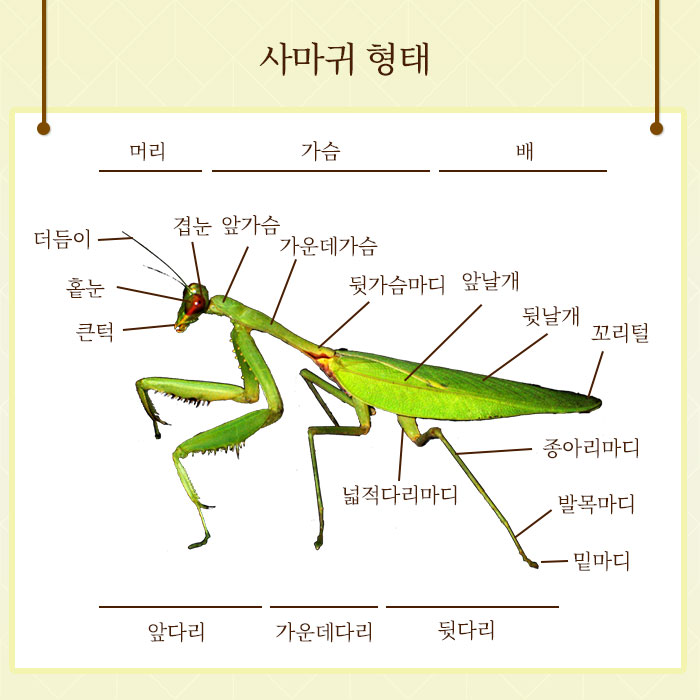 사마귀 형태
머리
가슴
배
더듬이
겹눈
앞가슴
가운데가슴
홑눈
큰턱
뒷가슴마디
앞날개
뒷날개
꼬리털
종아리마디
넓적다리마디
발목마디
밑마디
앞다리
가운데다리
뒷다리